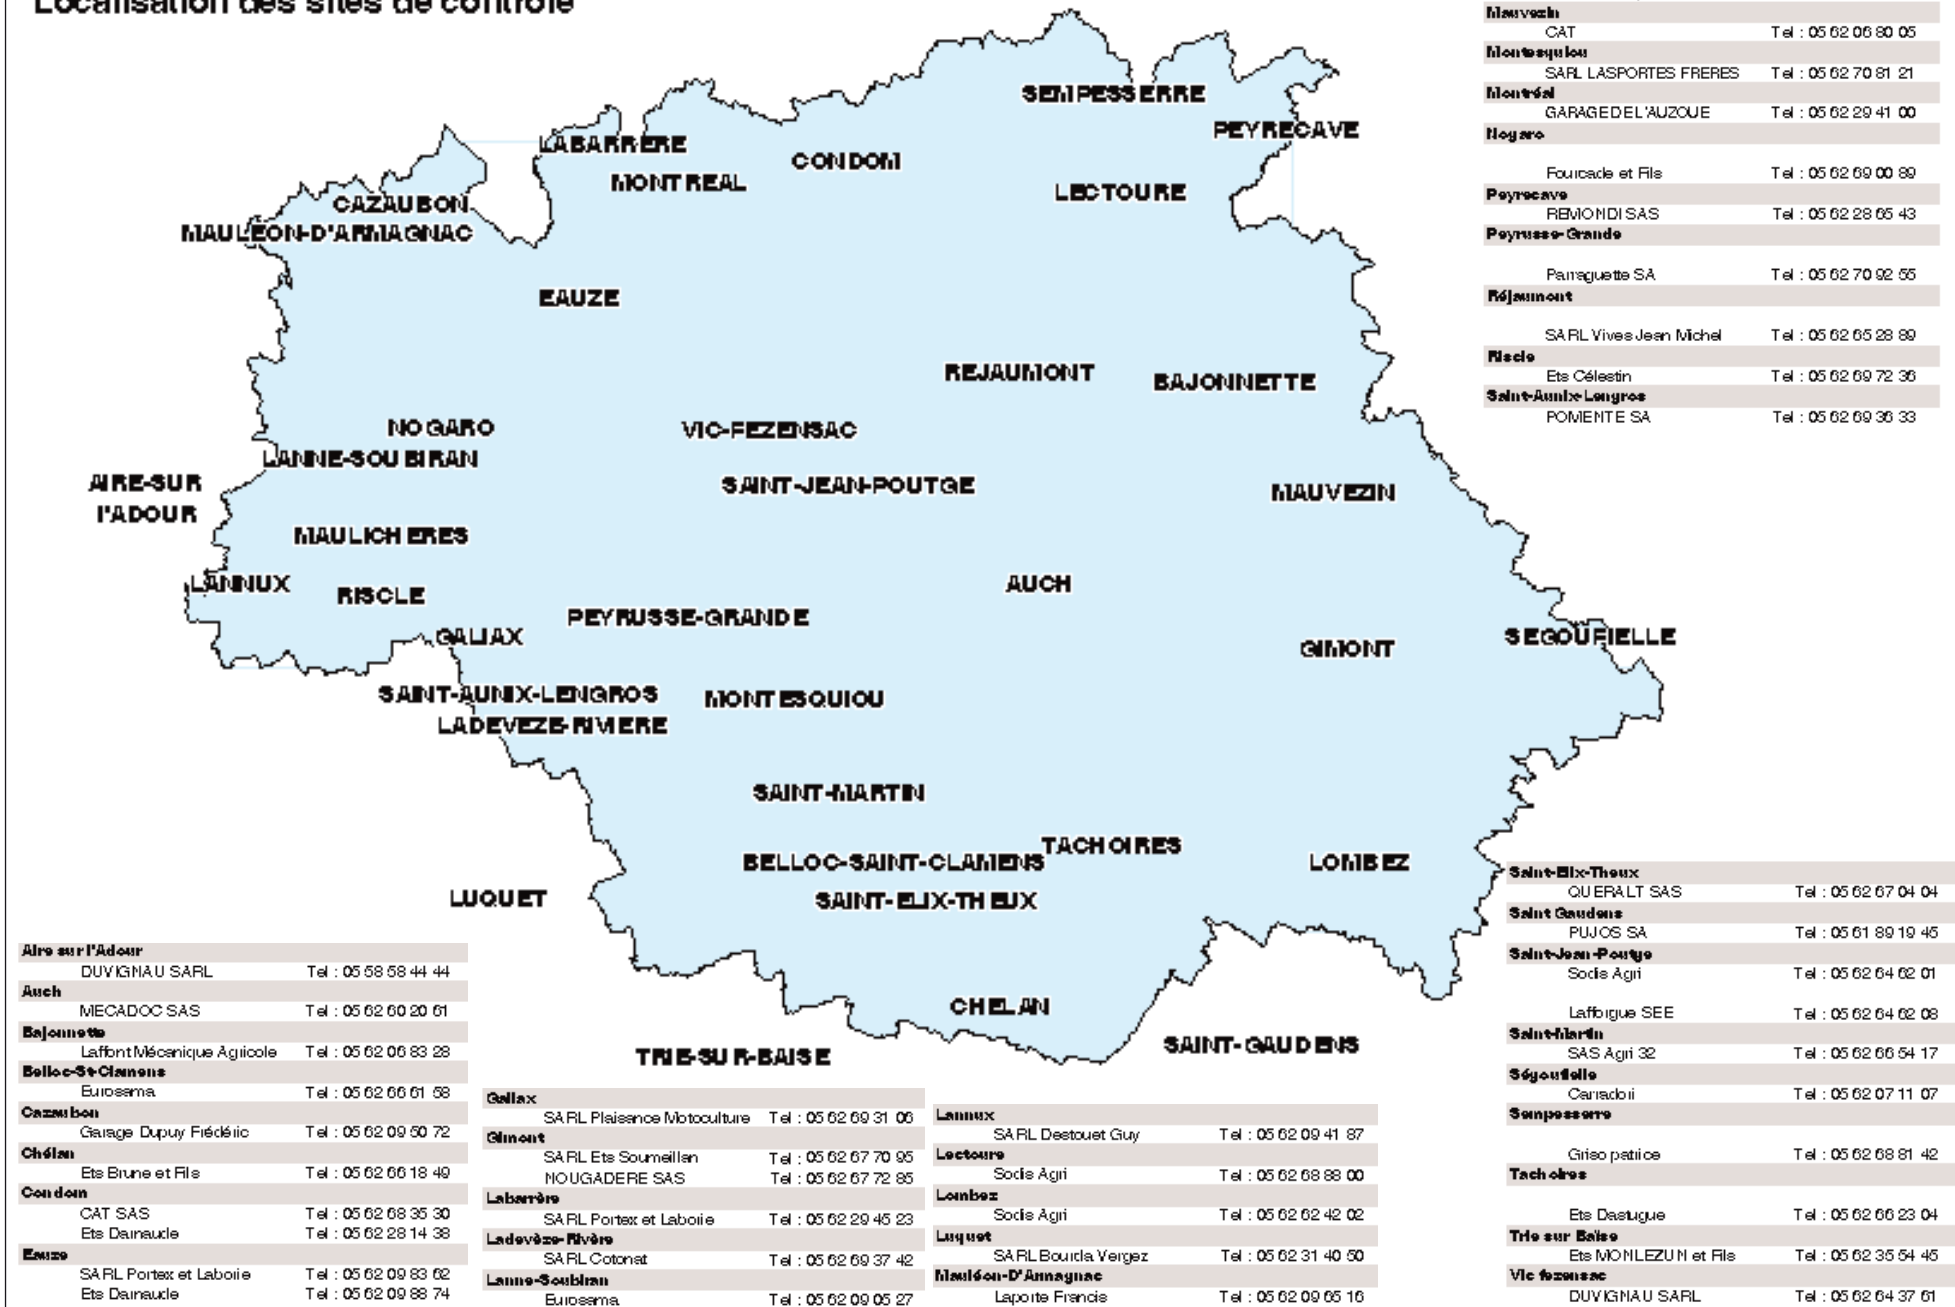 Localisation des sites de contrôle
SEMPESSERRE
PEYRECAVE
LABARRERE
CONDOM
MONTREAL
LECTOURE
CAZAUBON
MAULEON-D'ARMAGNAC
EAUZE
REJAUMONT
BAJONNETTE
NOGARO
VIC-FEZENSAC
LANNE-SOUBIRAN
AIRE-SUR
l'ADOUR
SAINT-JEAN-POUTGE
MAUVEZIN
MAULICHERES
LANNUX
RISCLE
AUCH
PEYRUSSE-GRANDE
GALIAX
GIMONT
SEGOUFIELLE
SAINT-AUNIX-LENGROS
MONTESQUIOU
LADEVEZE-RIVIERE
SAINT-MARTIN
TACHOIRES
BELLOC-SAINT-CLAMENS
LOMBEZ
LUQUET
SAINT-ELIX-THEUX
CHELAN
SAINT-GAUDENS
TRIE-SUR-BAISE
Aire sur l'Adour
DUVIGNAU SARL Tel : 05 58 58 44 44
Auch
MECADOC SAS Tel : 05 62 60 20 61
Bajonnette
Laffont Mécanique Agricole Tel : 05 62 06 83 28
Belloc-St-Clamens
Eurosama Tel : 05 62 66 61 58
Cazaubon
Garage Dupuy Frédéric Tel : 05 62 09 50 72
Chélan
Ets Brune et Fils Tel : 05 62 66 18 49
Condom
CAT SAS Tel : 05 62 68 35 30
Ets Darnaude Tel : 05 62 28 14 38
Eauze
SARL Portex et Laborie Tel : 05 62 09 83 62
Ets Darnaude Tel : 05 62 09 88 74
Galiax
SARL Plaisance Motoculture Tel : 05 62 69 31 06
Gimont
SARL Ets Soumeillan Tel : 05 62 67 70 95
NOUGADERE SAS Tel : 05 62 67 72 85
Labarrère
SARL Portex et Laborie Tel : 05 62 29 45 23
Ladevèze-Rivère
SARL Cotonat Tel : 05 62 69 37 42
Lanne-Soubiran
Eurosama Tel : 05 62 09 05 27
Lannux
SARL Destouet Guy Tel : 05 62 09 41 87
Lectoure
Sodis Agri Tel : 05 62 68 88 00
Lombez
Sodis Agri Tel : 05 62 62 42 02
Luquet
SARL Bourda Vergez Tel : 05 62 31 40 50
Mauléon-D'Armagnac
Laporte Francis Tel : 05 62 09 65 16
Mauvezin
CAT Tel : 05 62 06 80 05
Montesquiou
SARL LASPORTES FRERES Tel : 05 62 70 81 21
Montréal
GARAGE DE L'AUZOUE Tel : 05 62 29 41 00
Nogaro
Fourcade et Fils Tel : 05 62 69 00 89
Peyrecave
REMONDI SAS Tel : 05 62 28 65 43
Peyrusse-Grande
Parraguette SA Tel : 05 62 70 92 55
Réjaumont
SARL Vives Jean Michel Tel : 05 62 65 28 89
Riscle
Ets Célestin Tel : 05 62 69 72 36
Saint-Aunix-Lengros
POMENTE SA Tel : 05 62 69 36 33
Saint-Elix-Theux
QUERALT SAS Tel : 05 62 67 04 04
Saint Gaudens
PUJOS SA Tel : 05 61 89 19 45
Saint-Jean-Poutge
Sodis Agri Tel : 05 62 64 62 01
Lafforgue SEE Tel : 05 62 64 62 08
Saint-Martin
SAS Agri 32 Tel : 05 62 66 54 17
Ségoufielle
Carradori Tel : 05 62 07 11 07
Sempesserre
Griso patrice Tel : 05 62 68 81 42
Tachoires
Ets Dastugue Tel : 05 62 66 23 04
Trie sur Baïse
Ets MONLEZUN et Fils Tel : 05 62 35 54 45
Vic fezensac
DUVIGNAU SARL Tel : 05 62 64 37 61